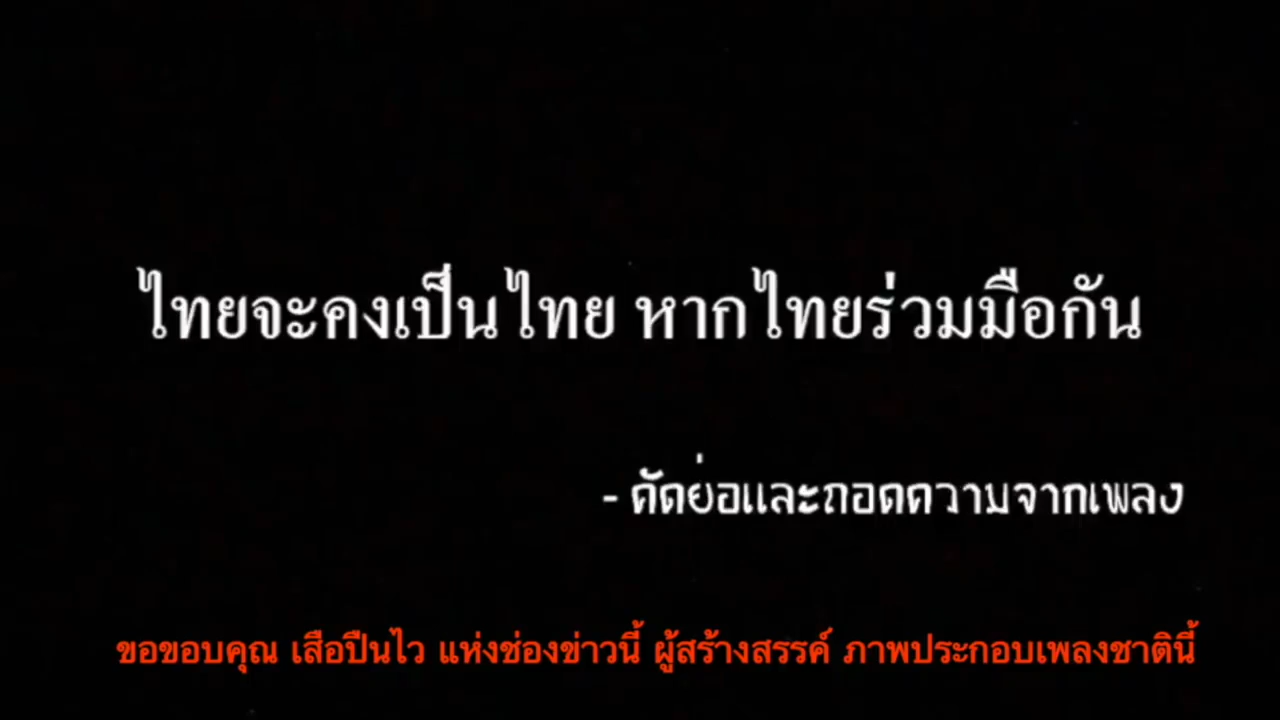 ไทยจะคงเป็นไทย หากไทยร่วมมือกัน
- คัดย่อและถอดความจากเพลง
ขอขอบคุณ เสือปืนไว แห่งช่องข่าวนี้ ผู้สร้างสรรค์ ภาพประกอบเพลงชาตินี้